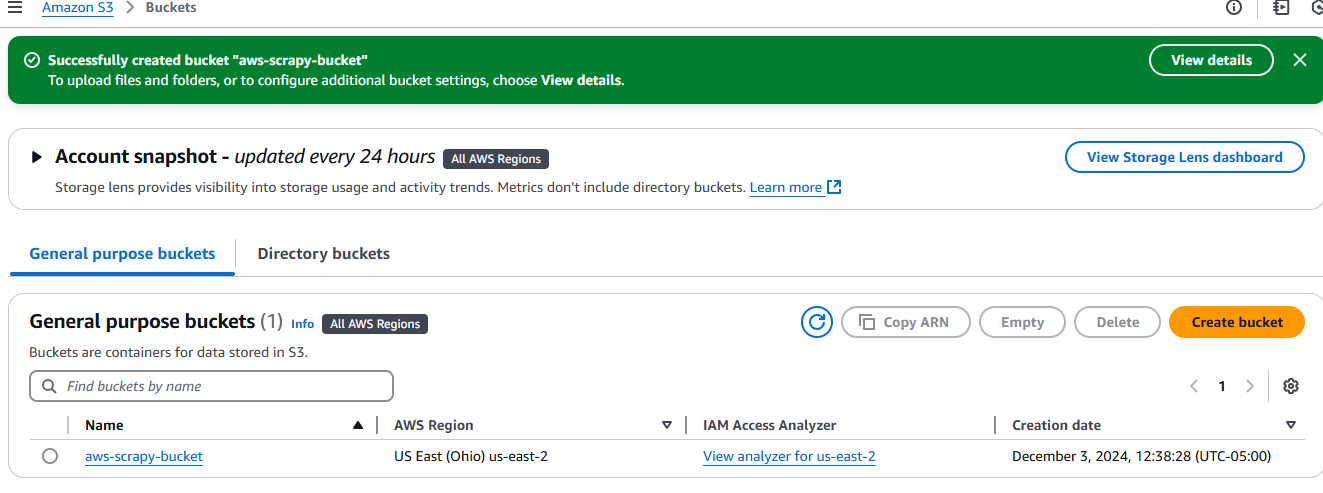 Amazon S3 > Buckets
Successfully created bucket "aws-scrapy-bucket"
To upload files and folders, or to configure additional bucket settings, choose View details.
View details
Account snapshot - updated every 24 hours All AWS Regions
View Storage Lens dashboard
Storage lens provides visibility into storage usage and activity trends. Metrics don't include directory buckets. Learn more
General purpose buckets Directory buckets
General purpose buckets (1) Info All AWS Regions
Copy ARN Empty Delete Create bucket
Buckets are containers for data stored in S3.
Find buckets by name
1
Name AWS Region IAM Access Analyzer Creation date
aws-scrapy-bucket US East (Ohio) us-east-2 View analyzer for us-east-2 December 3, 2024, 12:38:28 (UTC-05:00)